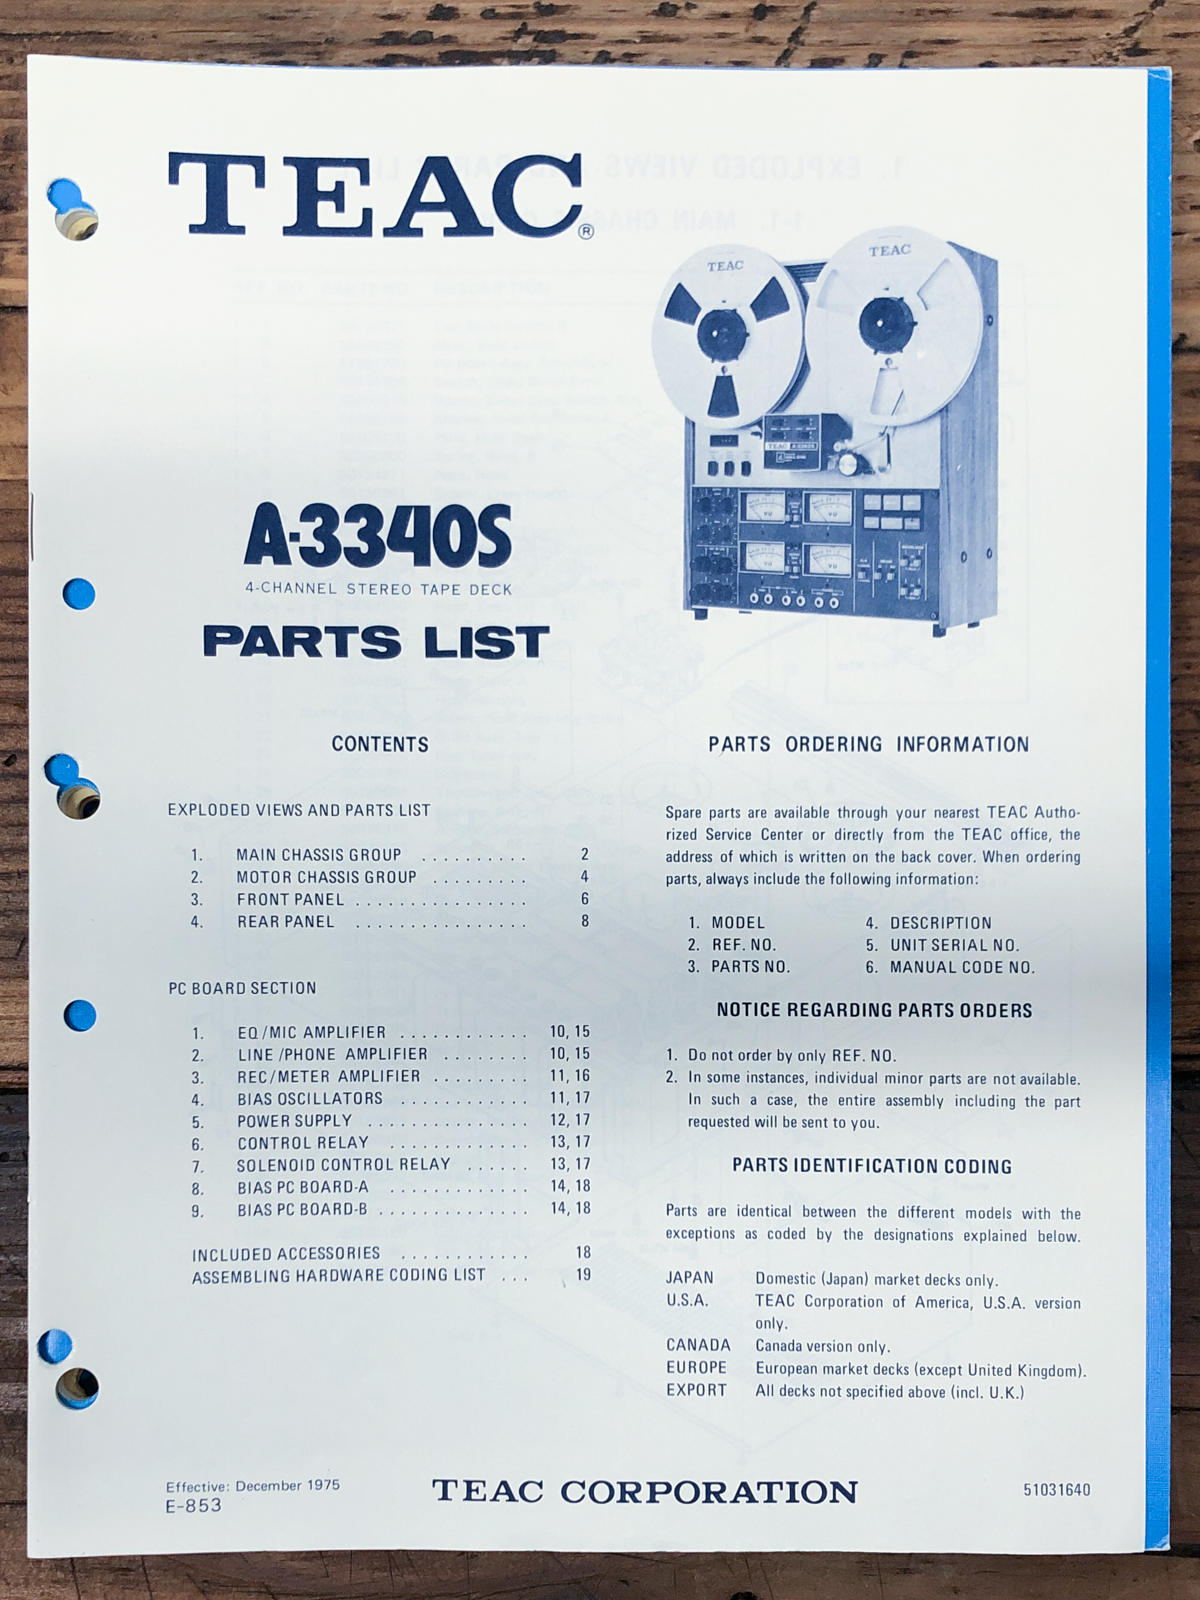 TEAC®
TEAC
TEAC
TEAC A-3340S
A-3340S
4-CHANNEL STEREO TAPE DECK
PARTS LIST
CONTENTS
EXPLODED VIEWS AND PARTS LIST
1. MAIN CHASSIS GROUP . . . . . . . . . . 2
2. MOTOR CHASSIS GROUP . . . . . . . . . 4
3. FRONT PANEL . . . . . . . . . . . . . . . . 6
4. REAR PANEL . . . . . . . . . . . . . . . . 8
PC BOARD SECTION
1. EQ/MIC AMPLIFIER . . . . . . . . . . . . 10, 15
2. LINE/PHONE AMPLIFIER . . . . . . . . 10, 15
3. REC/METER AMPLIFIER . . . . . . . . . 11, 16
4. BIAS OSCILLATORS . . . . . . . . . . . . 11, 17
5. POWER SUPPLY . . . . . . . . . . . . . . . 12, 17
6. CONTROL RELAY . . . . . . . . . . . . . 13, 17
7. SOLENOID CONTROL RELAY . . . . . . 13, 17
8. BIAS PC BOARD-A . . . . . . . . . . . . . 14, 18
9. BIAS PC BOARD-B . . . . . . . . . . . . . . 14, 18
INCLUDED ACCESSORIES . . . . . . . . . . . . 18
ASSEMBLING HARDWARE CODING LIST . . . 19
PARTS ORDERING INFORMATION
Spare parts are available through your nearest TEAC Autho-
rized Service Center or directly from the TEAC office, the
address of which is written on the back cover. When ordering
parts, always include the following information:
1. MODEL 4. DESCRIPTION
2. REF. NO. 5. UNIT SERIAL NO.
3. PARTS NO. 6. MANUAL CODE NO.
NOTICE REGARDING PARTS ORDERS
1. Do not order by only REF. NO.
2. In some instances, individual minor parts are not available.
In such a case, the entire assembly including the part
requested will be sent to you.
PARTS IDENTIFICATION CODING
Parts are identical between the different models with the
exceptions as coded by the designations explained below.
JAPAN Domestic (Japan) market decks only.
U.S.A. TEAC Corporation of America, U.S.A. version
only.
CANADA Canada version only.
EUROPE European market decks (except United Kingdom).
EXPORT All decks not specified above (incl. U.K.)
Effective: December 1975
E-853
TEAC CORPORATION
51031640